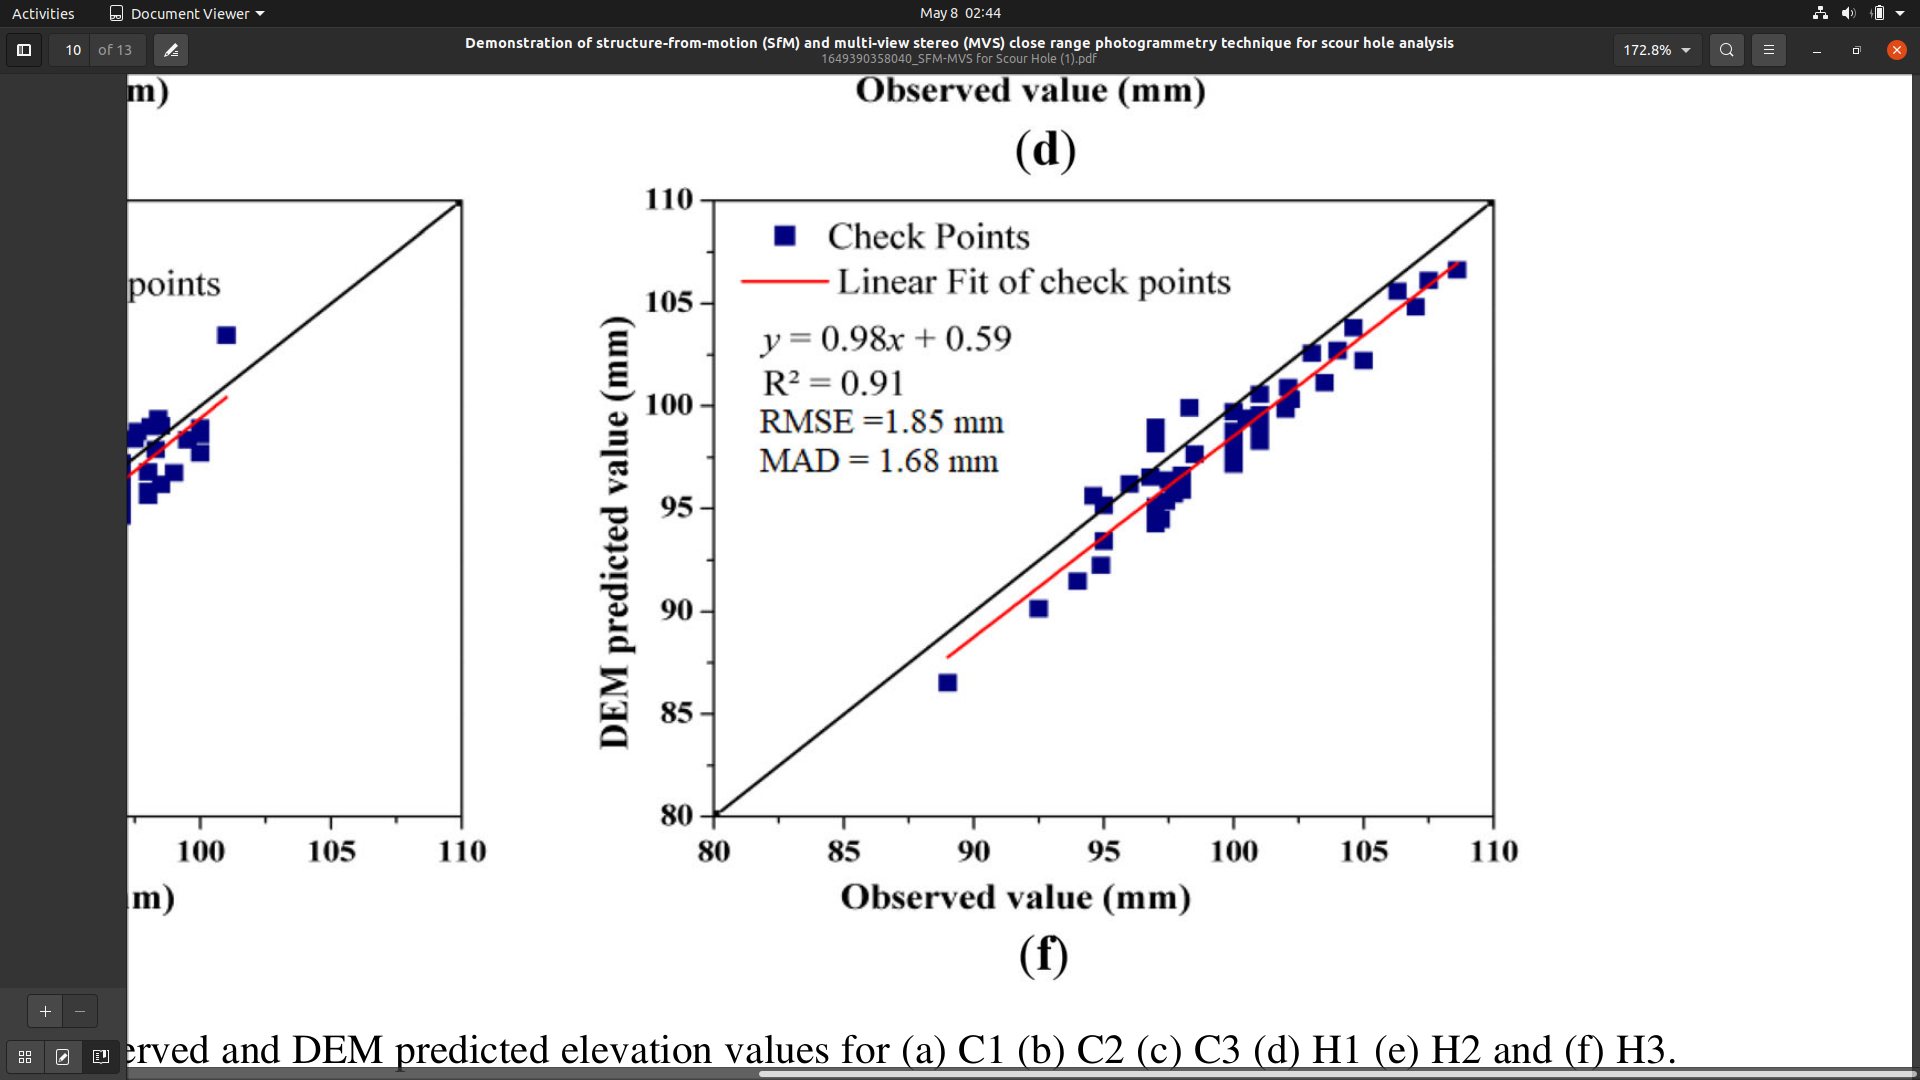 Activities Document Viewer May 8 02:44
10 of 13
Demonstration of structure-from-motion (SfM) and multi-view stereo (MVS) close range photogrammetry technique for scour hole analysis
1649390358040_SFM-MVS for Scour Hole (1).pdf
172.8%
m)
Observed value (mm)
(d)
points
100 105 110
m)
110
105
100
95
90
85
80
DEM predicted value (mm)
Check Points
Linear Fit of check points
y = 0.98x + 0.59
R² = 0.91
RMSE =1.85 mm
MAD = 1.68 mm
80 85 90 95 100 105 110
Observed value (mm)
(f)
erved and DEM predicted elevation values for (a) C1 (b) C2 (c) C3 (d) H1 (e) H2 and (f) H3.